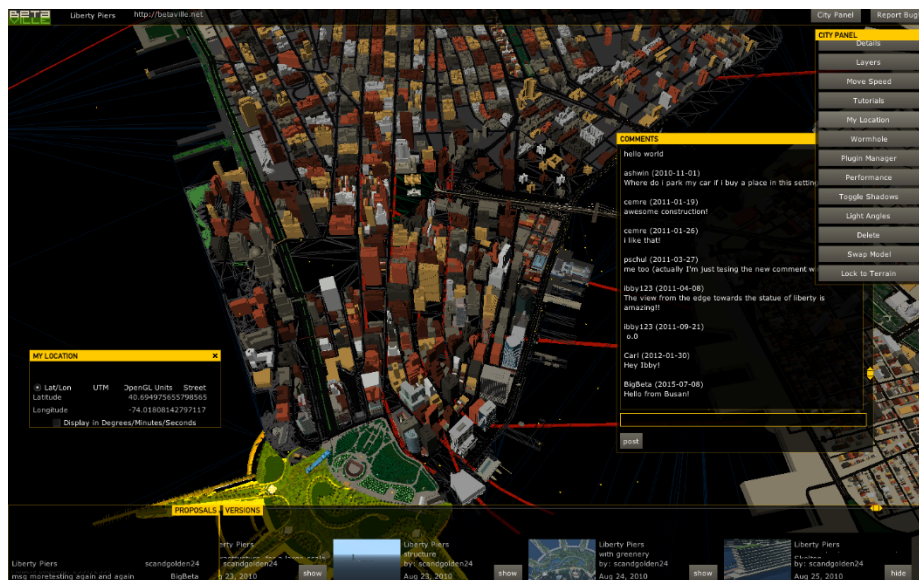 BETAVILLE
Liberty Piers
http://betaville.net
City Panel
Report Bug
CITY PANEL
Details
Layers
Move Speed
Tutorials
My Location
Wormhole
Plugin Manager
Performance
Toggle Shadows
Light Angles
Delete
Swap Model
Lock to Terrain
COMMENTS
hello world
ashwin (2010-11-01)
Where do i park my car if i buy a place in this setting
cemre (2011-01-19)
awesome construction!
cemre (2011-01-26)
i like that!
pschul (2011-03-27)
me too (actually I'm just tesing the new comment w
ibby123 (2011-04-08)
The view from the edge towards the statue of liberty is
amazing!!
ibby123 (2011-09-21)
o.0
Carl (2012-01-30)
Hey Ibby!
BigBeta (2015-07-08)
Hello from Busan!
post
MY LOCATION
x
Lat/Lon UTM OpenGL Units Street
Latitude 40.694975655798565
Longitude -74.01808142797117
Display in Degrees/Minutes/Seconds
PROPOSALS
VERSIONS
Liberty Piers scandgolden24
msg moretesting again and again BigBeta
erty Piers
scandgolden24
23, 2010
show
Liberty Piers
structure
by: scandgolden24
Aug 23, 2010
show
Liberty Piers
with greenery
by: scandgolden24
Aug 24, 2010
show
Liberty Piers
by: scandgolden24
Aug 25, 2010
hide